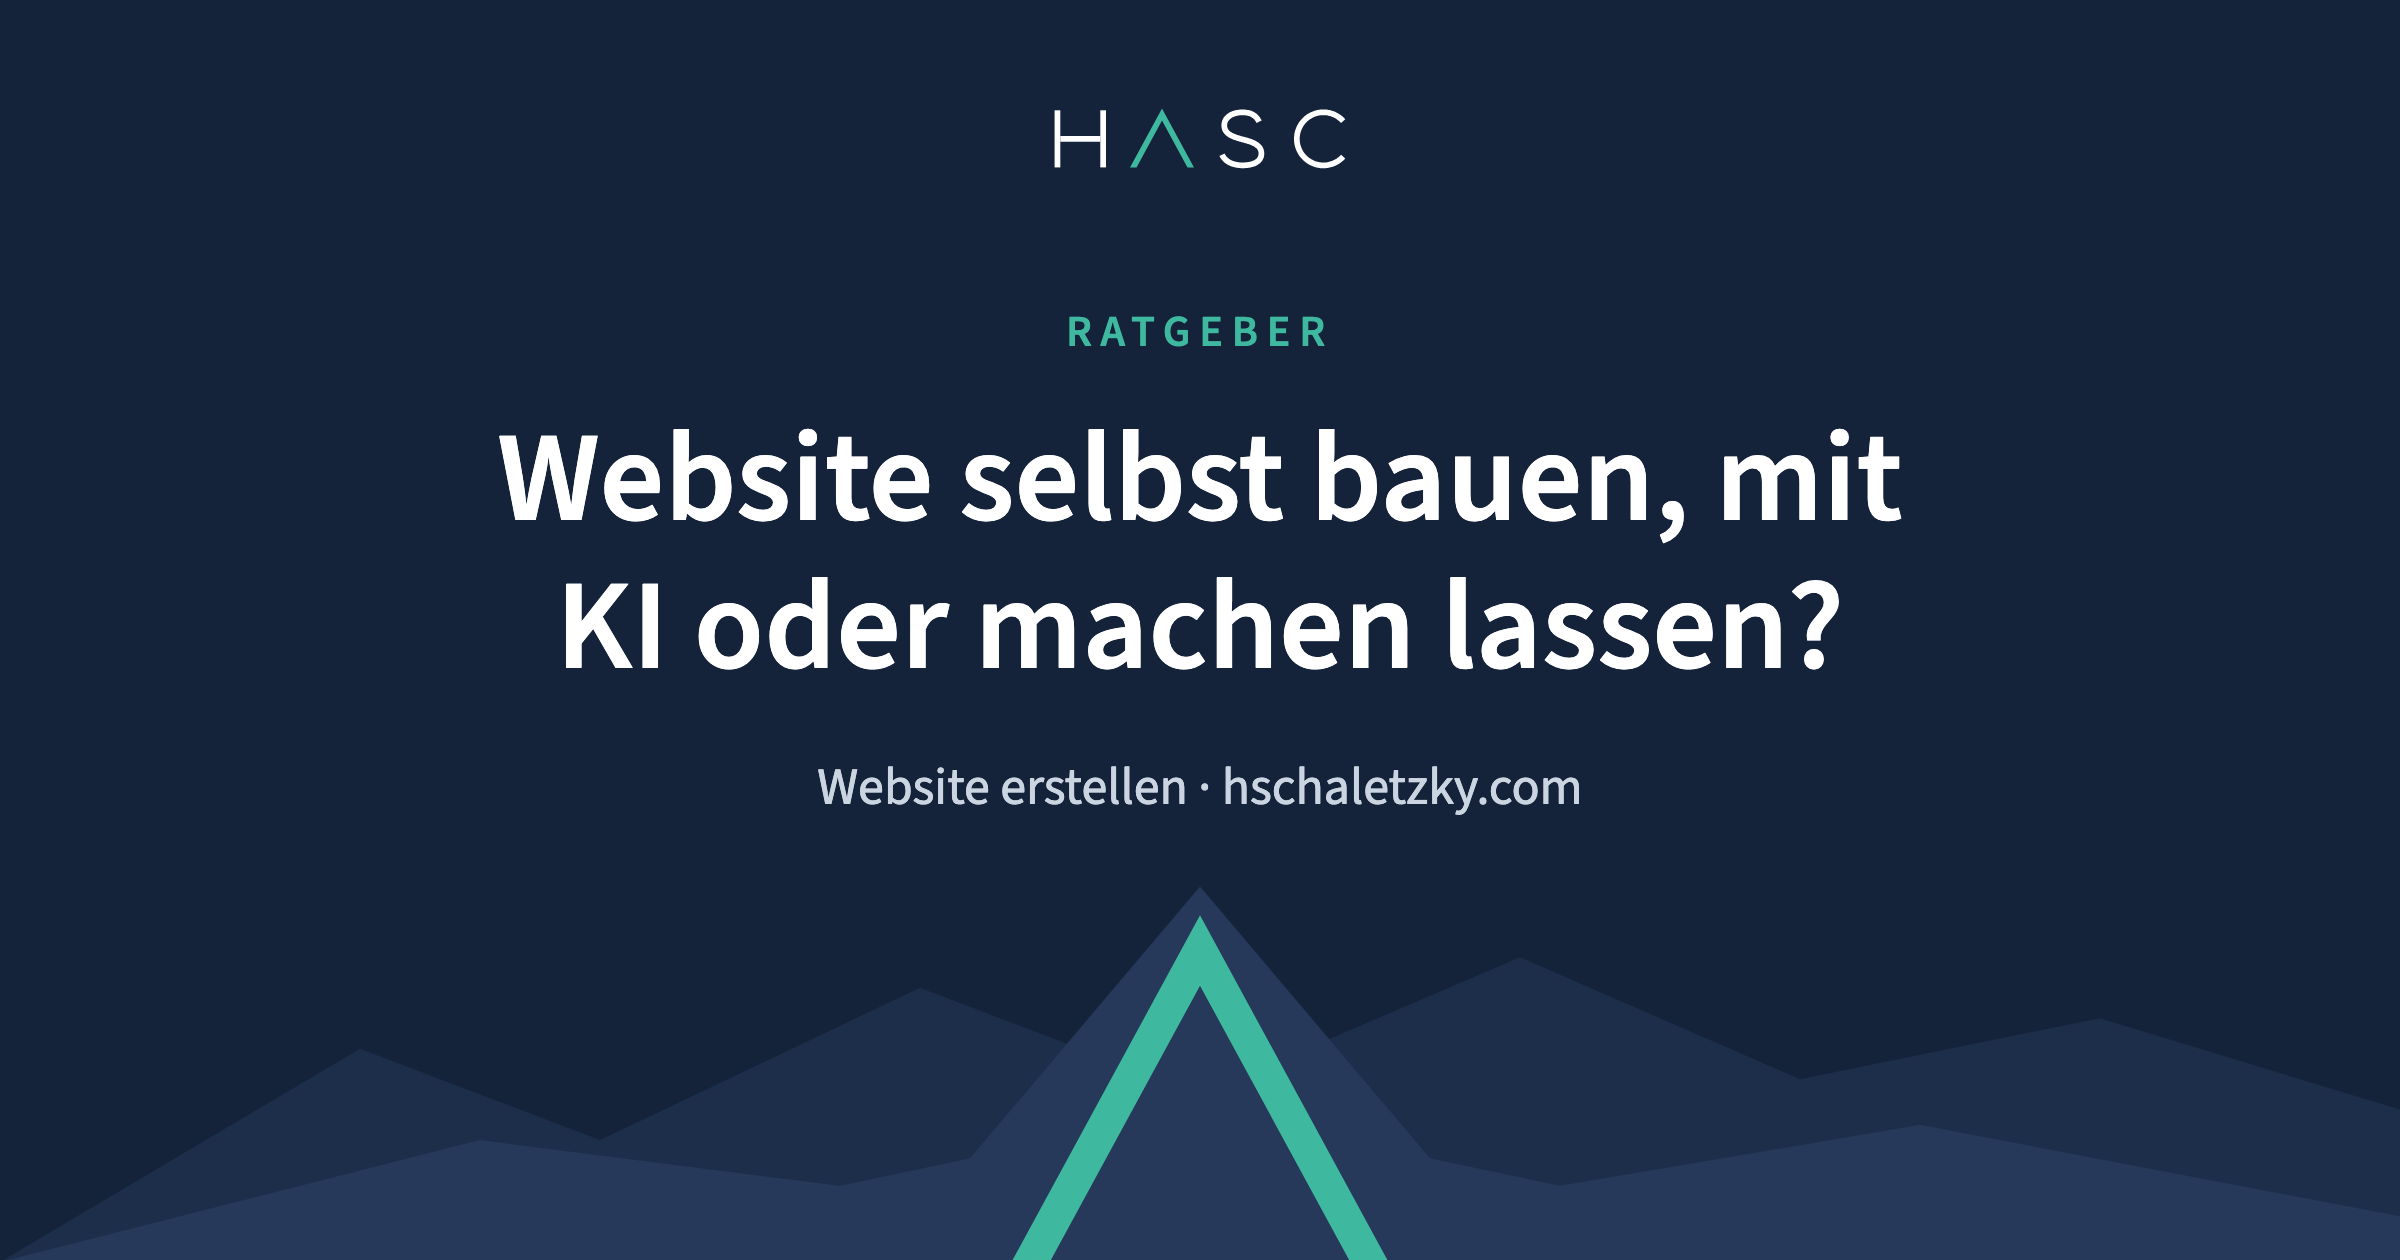 HASC
RATGEBER
Website selbst bauen, mit
KI oder machen lassen?
Website erstellen · hschaletzky.com